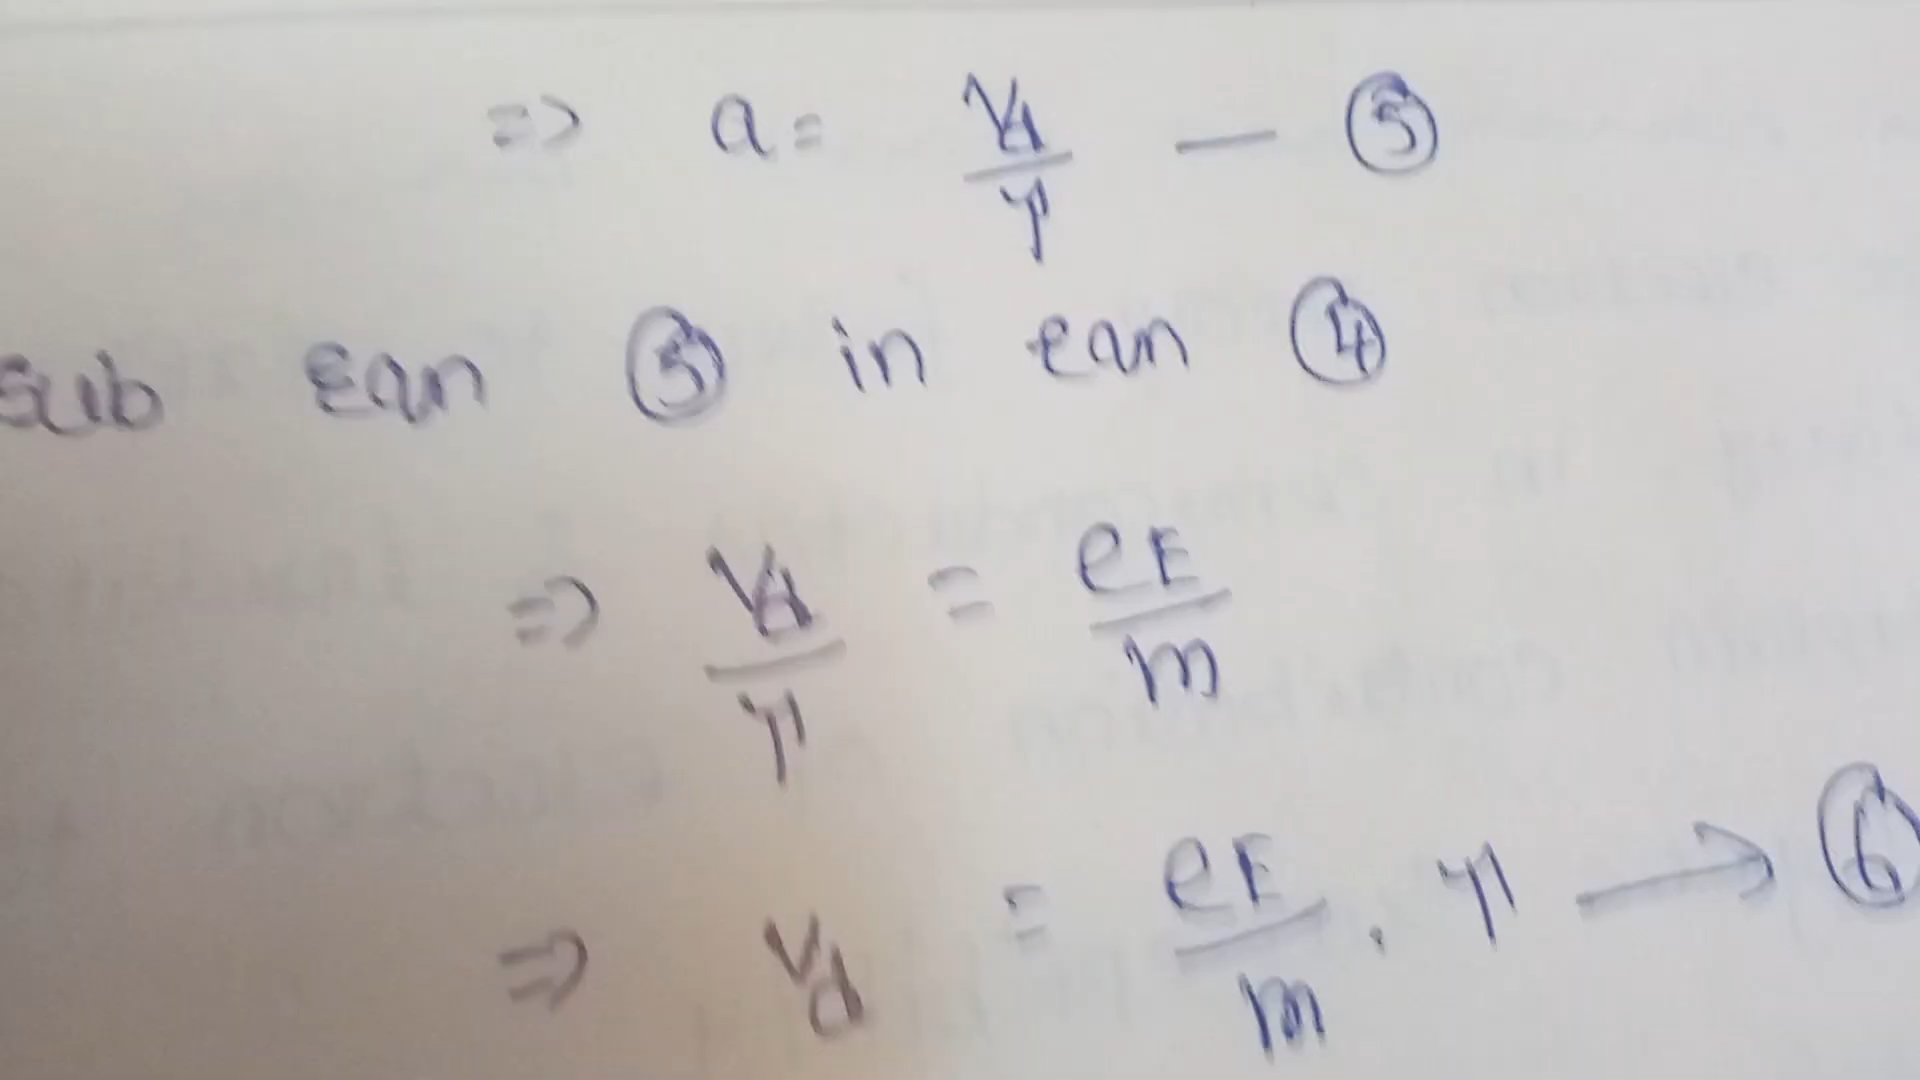 ⇒ a = Vd/τ — ⑤
Sub Eqn ⑤ in eqn ④
⇒ Vd/τ = eE/m
⇒ Vd = eE/m . τ → ⑥